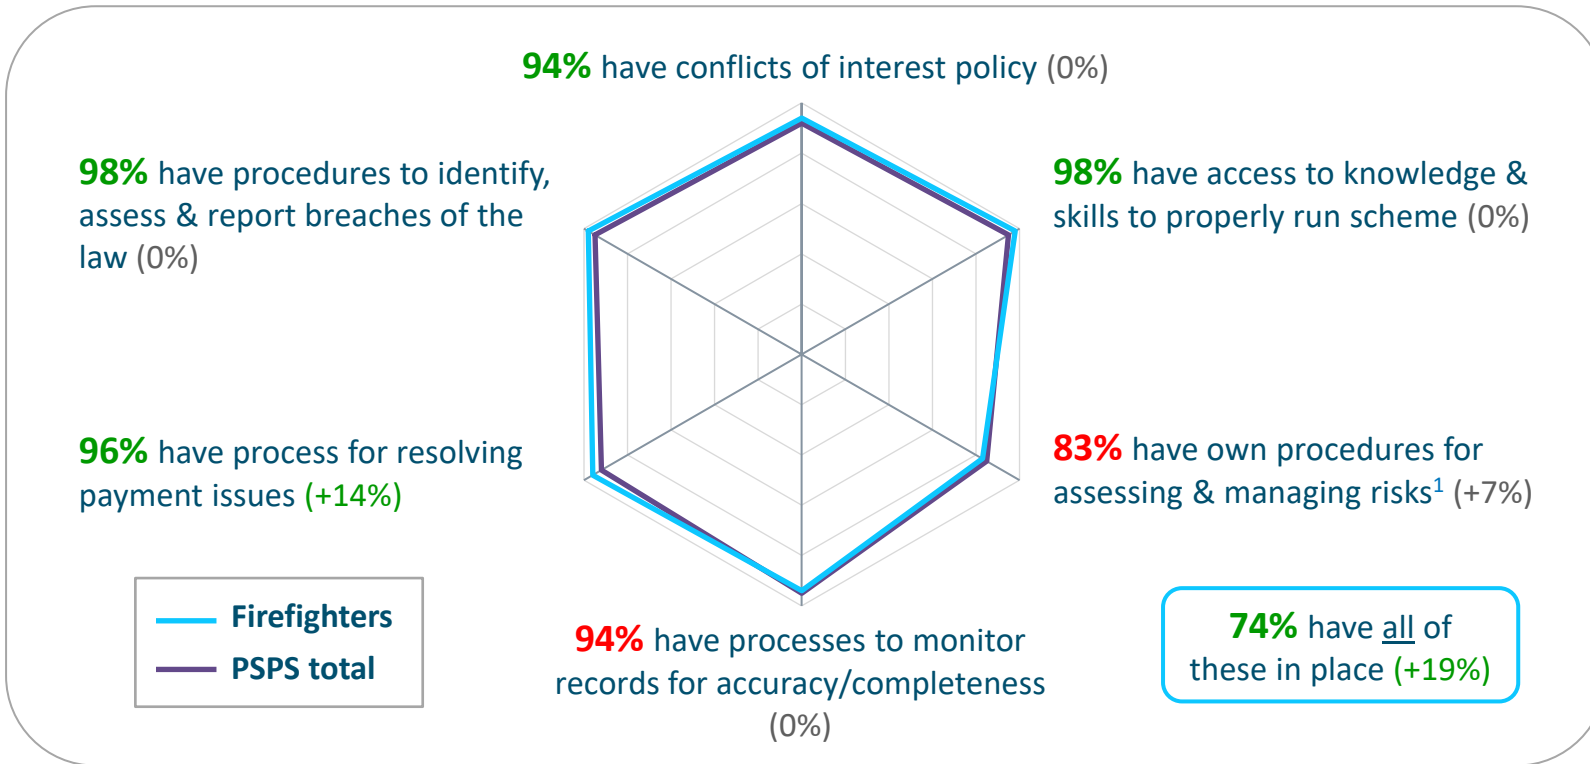 94% have conflicts of interest policy (0%)
98% have procedures to identify,
assess & report breaches of the
law (0%)
98% have access to knowledge &
skills to properly run scheme (0%)
96% have process for resolving
payment issues (+14%)
83% have own procedures for
assessing & managing risks¹ (+7%)
Firefighters
PSPS total
94% have processes to monitor
records for accuracy/completeness
(0%)
74% have all of
these in place (+19%)